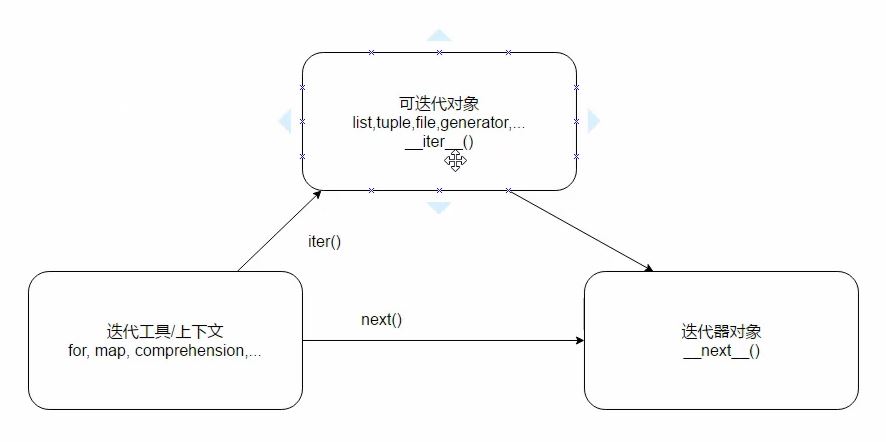 可迭代对象
list,tuple,file,generator,...
__iter__()
iter()
next()
迭代工具/上下文
for, map, comprehension,...
迭代器对象
__next__()